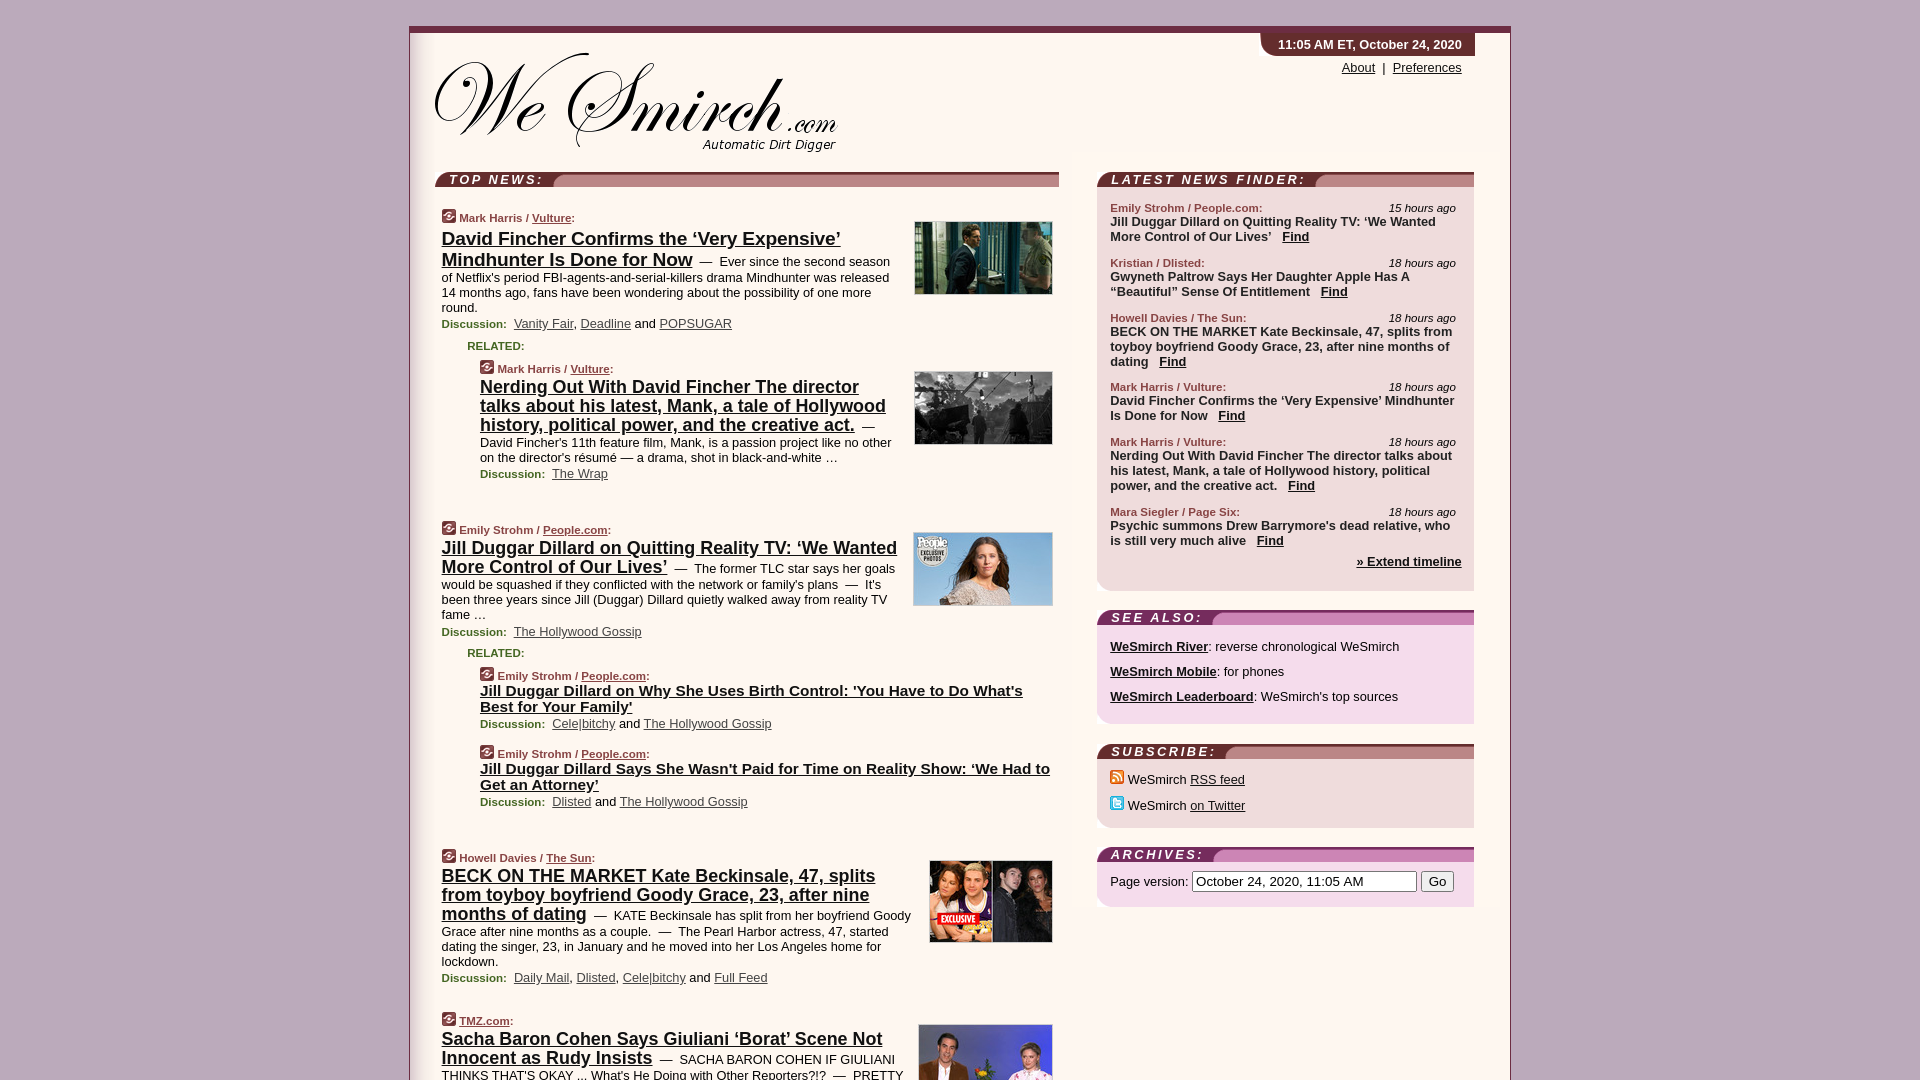 11:05 AM ET, October 24, 2020
About | Preferences
We Smirch .com
Automatic Dirt Digger
TOP NEWS:
Mark Harris / Vulture:
David Fincher Confirms the ‘Very Expensive’
Mindhunter Is Done for Now — Ever since the second season
of Netflix's period FBI-agents-and-serial-killers drama Mindhunter was released
14 months ago, fans have been wondering about the possibility of one more
round.
Discussion: Vanity Fair, Deadline and POPSUGAR
RELATED:
Mark Harris / Vulture:
Nerding Out With David Fincher The director
talks about his latest, Mank, a tale of Hollywood
history, political power, and the creative act. —
David Fincher's 11th feature film, Mank, is a passion project like no other
on the director's résumé — a drama, shot in black-and-white …
Discussion: The Wrap
Emily Strohm / People.com:
Jill Duggar Dillard on Quitting Reality TV: ‘We Wanted
More Control of Our Lives’ — The former TLC star says her goals
would be squashed if they conflicted with the network or family's plans — It's
been three years since Jill (Duggar) Dillard quietly walked away from reality TV
fame …
Discussion: The Hollywood Gossip
People
EXCLUSIVE
PHOTOS
RELATED:
Emily Strohm / People.com:
Jill Duggar Dillard on Why She Uses Birth Control: 'You Have to Do What's
Best for Your Family'
Discussion: Cele|bitchy and The Hollywood Gossip
Emily Strohm / People.com:
Jill Duggar Dillard Says She Wasn't Paid for Time on Reality Show: ‘We Had to
Get an Attorney’
Discussion: Dlisted and The Hollywood Gossip
Howell Davies / The Sun:
BECK ON THE MARKET Kate Beckinsale, 47, splits
from toyboy boyfriend Goody Grace, 23, after nine
months of dating — KATE Beckinsale has split from her boyfriend Goody
Grace after nine months as a couple. — The Pearl Harbor actress, 47, started
dating the singer, 23, in January and he moved into her Los Angeles home for
lockdown.
Discussion: Daily Mail, Dlisted, Cele|bitchy and Full Feed
EXCLUSIVE
TMZ.com:
Sacha Baron Cohen Says Giuliani ‘Borat’ Scene Not
Innocent as Rudy Insists — SACHA BARON COHEN IF GIULIANI
THINKS THAT'S OKAY ... What's He Doing with Other Reporters?!? — PRETTY
LATEST NEWS FINDER:
Emily Strohm / People.com: 15 hours ago
Jill Duggar Dillard on Quitting Reality TV: ‘We Wanted
More Control of Our Lives’ Find
Kristian / Dlisted: 18 hours ago
Gwyneth Paltrow Says Her Daughter Apple Has A
“Beautiful” Sense Of Entitlement Find
Howell Davies / The Sun: 18 hours ago
BECK ON THE MARKET Kate Beckinsale, 47, splits from
toyboy boyfriend Goody Grace, 23, after nine months of
dating Find
Mark Harris / Vulture: 18 hours ago
David Fincher Confirms the ‘Very Expensive’ Mindhunter
Is Done for Now Find
Mark Harris / Vulture: 18 hours ago
Nerding Out With David Fincher The director talks about
his latest, Mank, a tale of Hollywood history, political
power, and the creative act. Find
Mara Siegler / Page Six: 18 hours ago
Psychic summons Drew Barrymore's dead relative, who
is still very much alive Find
» Extend timeline
SEE ALSO:
WeSmirch River: reverse chronological WeSmirch
WeSmirch Mobile: for phones
WeSmirch Leaderboard: WeSmirch's top sources
SUBSCRIBE:
WeSmirch RSS feed
WeSmirch on Twitter
ARCHIVES:
Page version: October 24, 2020, 11:05 AM Go